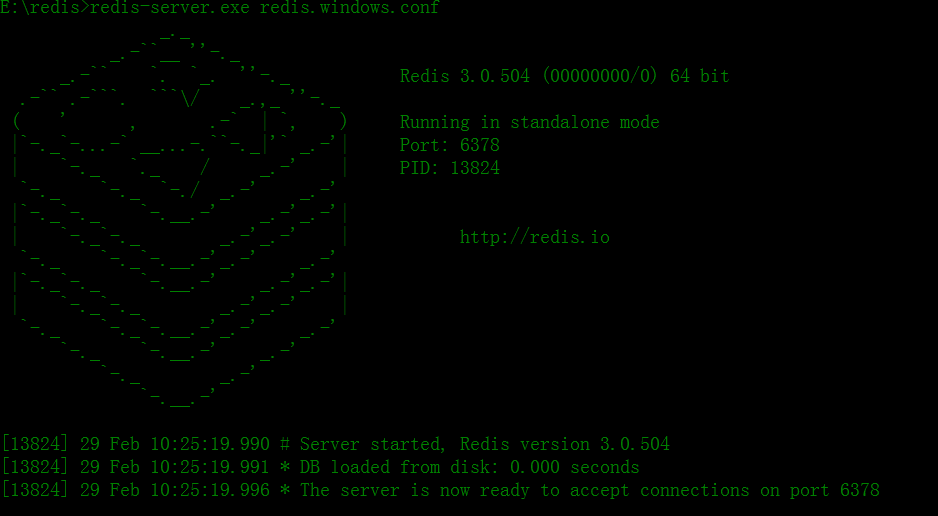 E:\redis>redis-server.exe redis.windows.conf
Redis 3.0.504 (00000000/0) 64 bit
Running in standalone mode
Port: 6378
PID: 13824
http://redis.io
[13824] 29 Feb 10:25:19.990 # Server started, Redis version 3.0.504
[13824] 29 Feb 10:25:19.991 * DB loaded from disk: 0.000 seconds
[13824] 29 Feb 10:25:19.996 * The server is now ready to accept connections on port 6378